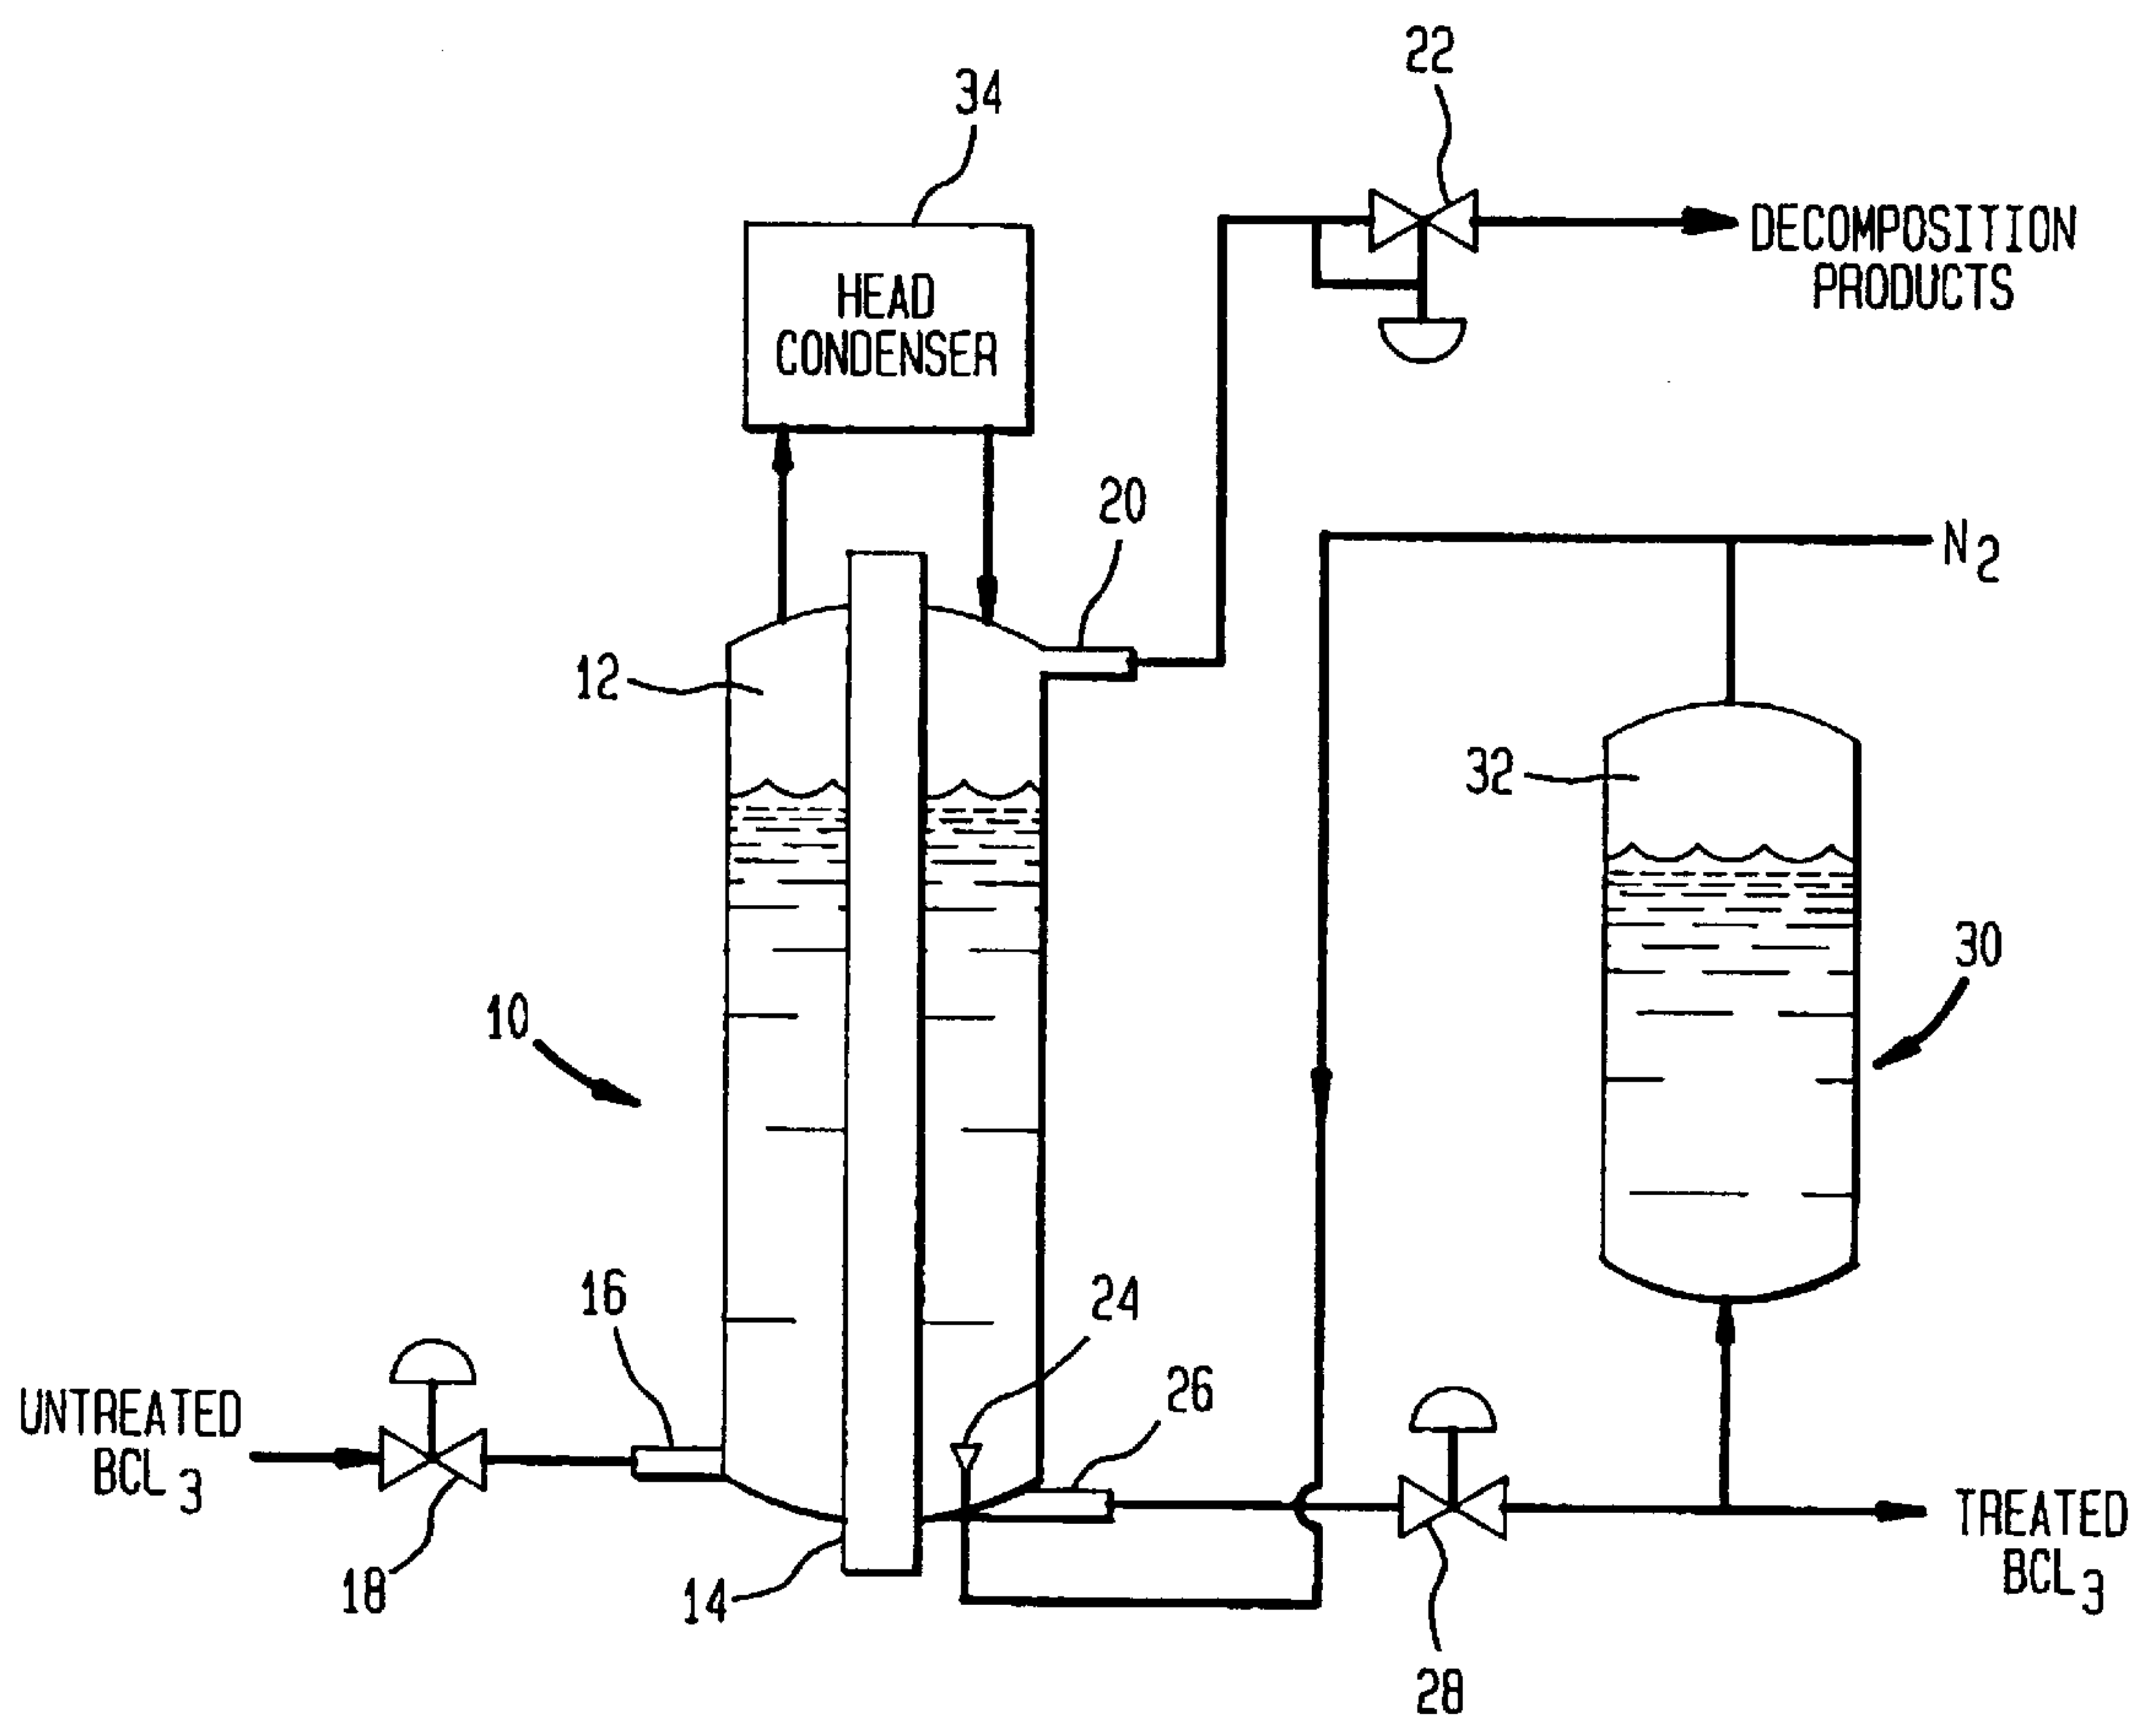 22
34
DECOMPOSITION
PRODUCTS
HEAD
CONDENSER
20
N2
12
32
30
10
16
24
26
UNTREATED
BCL3
18
14
TREATED
BCL3
28